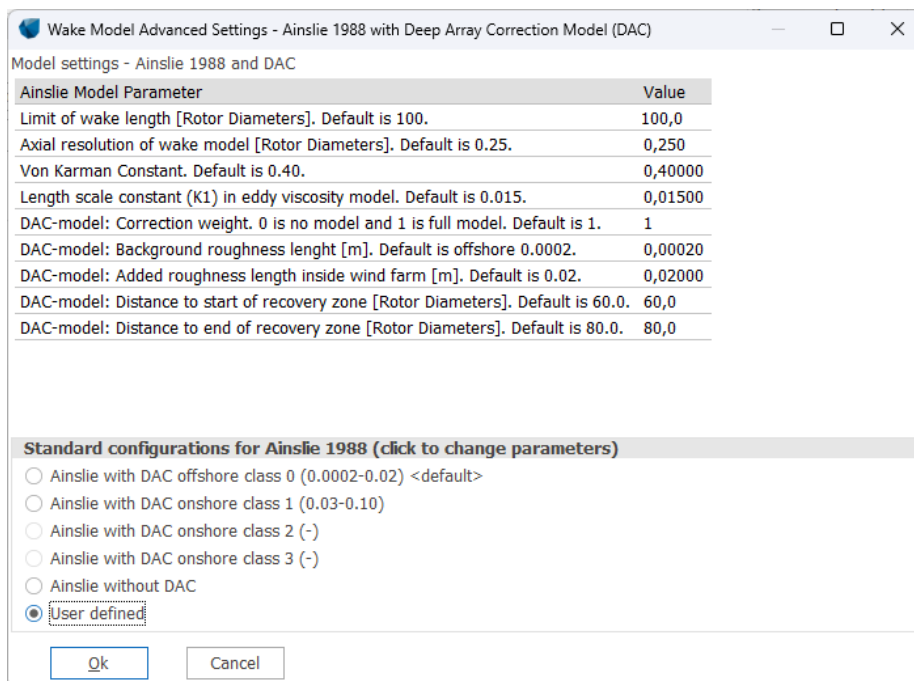 Wake Model Advanced Settings - Ainslie 1988 with Deep Array Correction Model (DAC)
Model settings - Ainslie 1988 and DAC
Ainslie Model Parameter Value
Limit of wake length [Rotor Diameters]. Default is 100. 100,0
Axial resolution of wake model [Rotor Diameters]. Default is 0.25. 0,250
Von Karman Constant. Default is 0.40. 0,40000
Length scale constant (K1) in eddy viscosity model. Default is 0.015. 0,01500
DAC-model: Correction weight. 0 is no model and 1 is full model. Default is 1. 1
DAC-model: Background roughness lenght [m]. Default is offshore 0.0002. 0,00020
DAC-model: Added roughness length inside wind farm [m]. Default is 0.02. 0,02000
DAC-model: Distance to start of recovery zone [Rotor Diameters]. Default is 60.0. 60,0
DAC-model: Distance to end of recovery zone [Rotor Diameters]. Default is 80.0. 80,0
Standard configurations for Ainslie 1988 (click to change parameters)
Ainslie with DAC offshore class 0 (0.0002-0.02) <default>
Ainslie with DAC onshore class 1 (0.03-0.10)
Ainslie with DAC onshore class 2 (-)
Ainslie with DAC onshore class 3 (-)
Ainslie without DAC
User defined
Ok Cancel